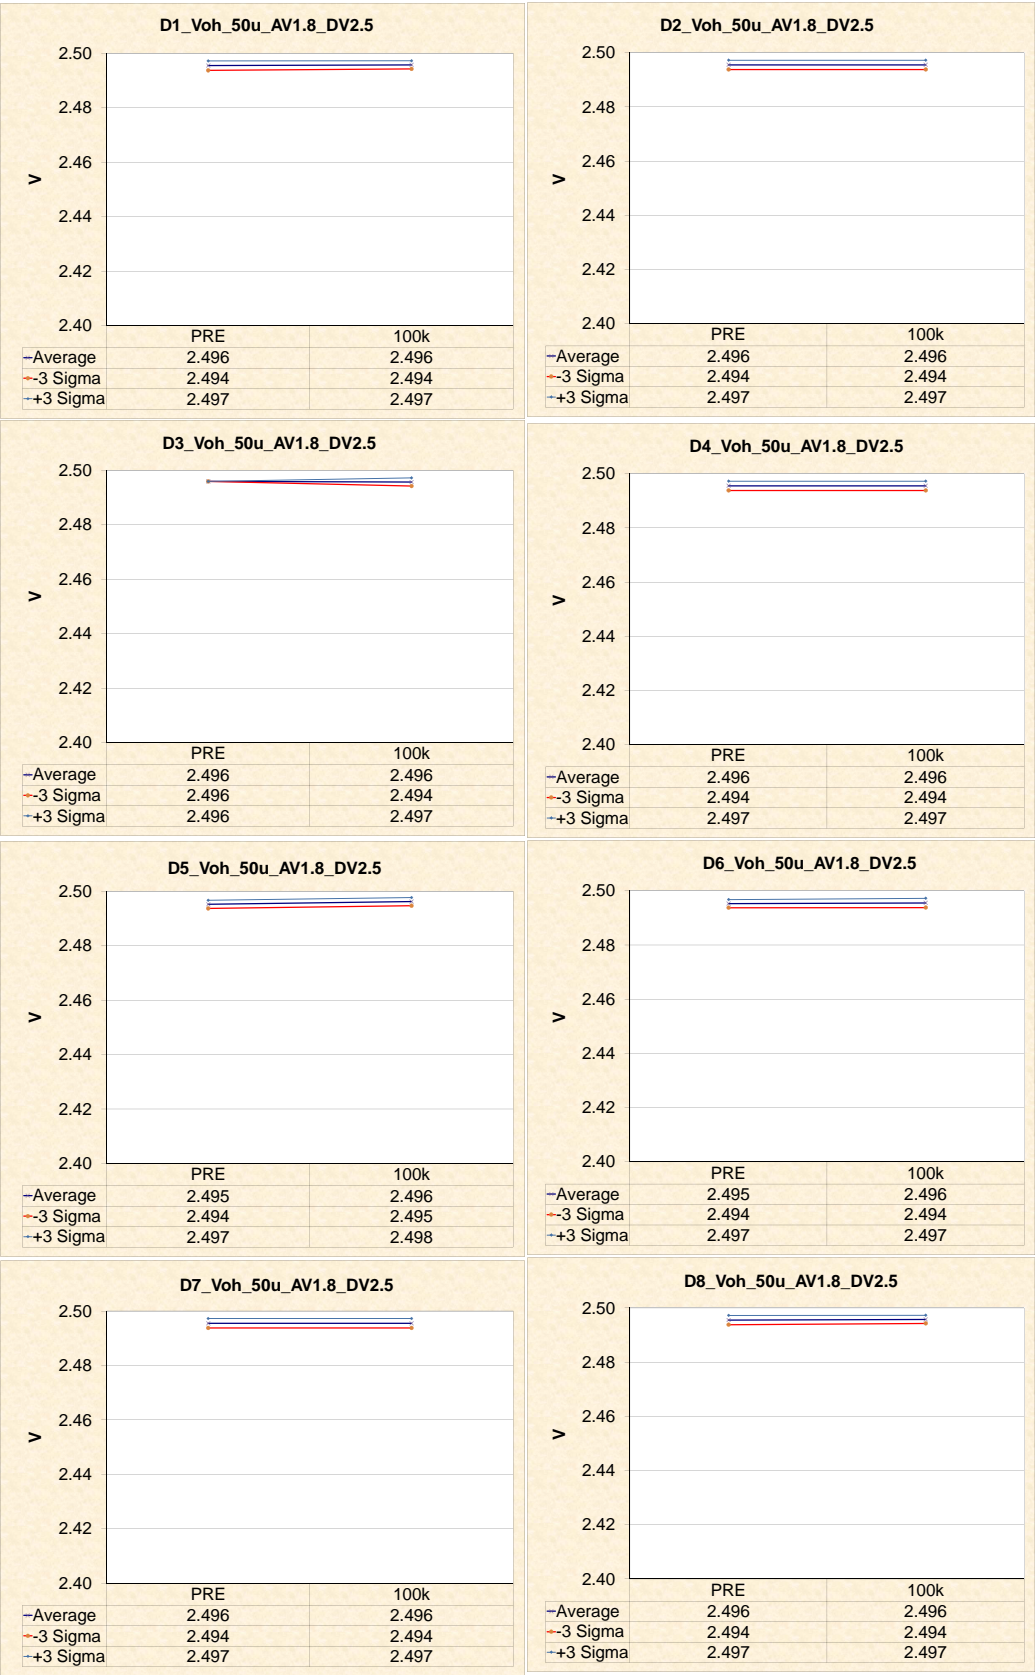 D1_Voh_50u_AV1.8_DV2.5
2.50
2.48
2.46
2.44
2.42
2.40
V
PRE 100k
Average 2.496 2.496
-3 Sigma 2.494 2.494
+3 Sigma 2.497 2.497
D2_Voh_50u_AV1.8_DV2.5
2.50
2.48
2.46
2.44
2.42
2.40
V
PRE 100k
Average 2.496 2.496
-3 Sigma 2.494 2.494
+3 Sigma 2.497 2.497
D3_Voh_50u_AV1.8_DV2.5
2.50
2.48
2.46
2.44
2.42
2.40
V
PRE 100k
Average 2.496 2.496
-3 Sigma 2.496 2.494
+3 Sigma 2.496 2.497
D4_Voh_50u_AV1.8_DV2.5
2.50
2.48
2.46
2.44
2.42
2.40
V
PRE 100k
Average 2.496 2.496
-3 Sigma 2.494 2.494
+3 Sigma 2.497 2.497
D5_Voh_50u_AV1.8_DV2.5
2.50
2.48
2.46
2.44
2.42
2.40
V
PRE 100k
Average 2.495 2.496
-3 Sigma 2.494 2.495
+3 Sigma 2.497 2.498
D6_Voh_50u_AV1.8_DV2.5
2.50
2.48
2.46
2.44
2.42
2.40
V
PRE 100k
Average 2.495 2.496
-3 Sigma 2.494 2.494
+3 Sigma 2.497 2.497
D7_Voh_50u_AV1.8_DV2.5
2.50
2.48
2.46
2.44
2.42
2.40
V
PRE 100k
Average 2.496 2.496
-3 Sigma 2.494 2.494
+3 Sigma 2.497 2.497
D8_Voh_50u_AV1.8_DV2.5
2.50
2.48
2.46
2.44
2.42
2.40
V
PRE 100k
Average 2.496 2.496
-3 Sigma 2.494 2.494
+3 Sigma 2.497 2.497